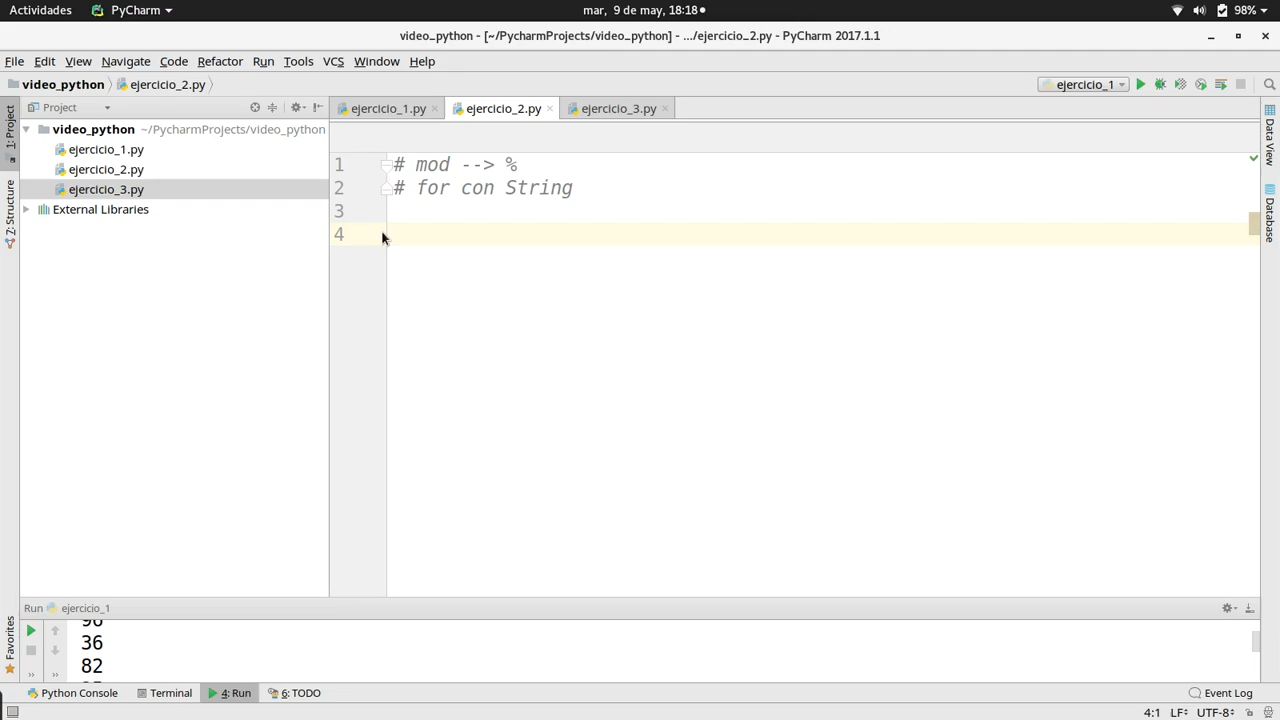 Actividades PyCharm mar, 9 de may, 18:18 98%
video_python - [~/PycharmProjects/video_python] - .../ejercicio_2.py - PyCharm 2017.1.1
File Edit View Navigate Code Refactor Run Tools VCS Window Help
video_python ejercicio_2.py ejercicio_1
Project ejercicio_1.py ejercicio_2.py ejercicio_3.py
video_python ~/PycharmProjects/video_python
ejercicio_1.py
ejercicio_2.py
ejercicio_3.py
External Libraries
1 # mod --> %
2 # for con String
3
4
1: Project
7: Structure
Favorites
Data View
Database
Run ejercicio_1
96
36
82
Python Console Terminal 4: Run 6: TODO Event Log
4:1 LF UTF-8